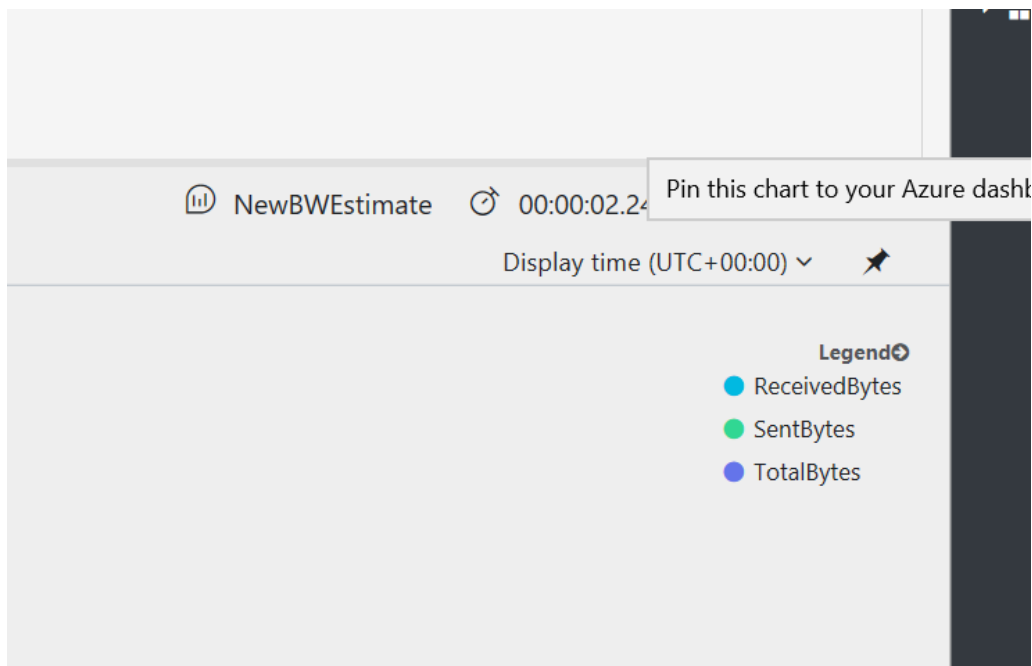 NewBWEstimate 00:00:02.24
Pin this chart to your Azure dashb
Display time (UTC+00:00)
Legend
ReceivedBytes
SentBytes
TotalBytes